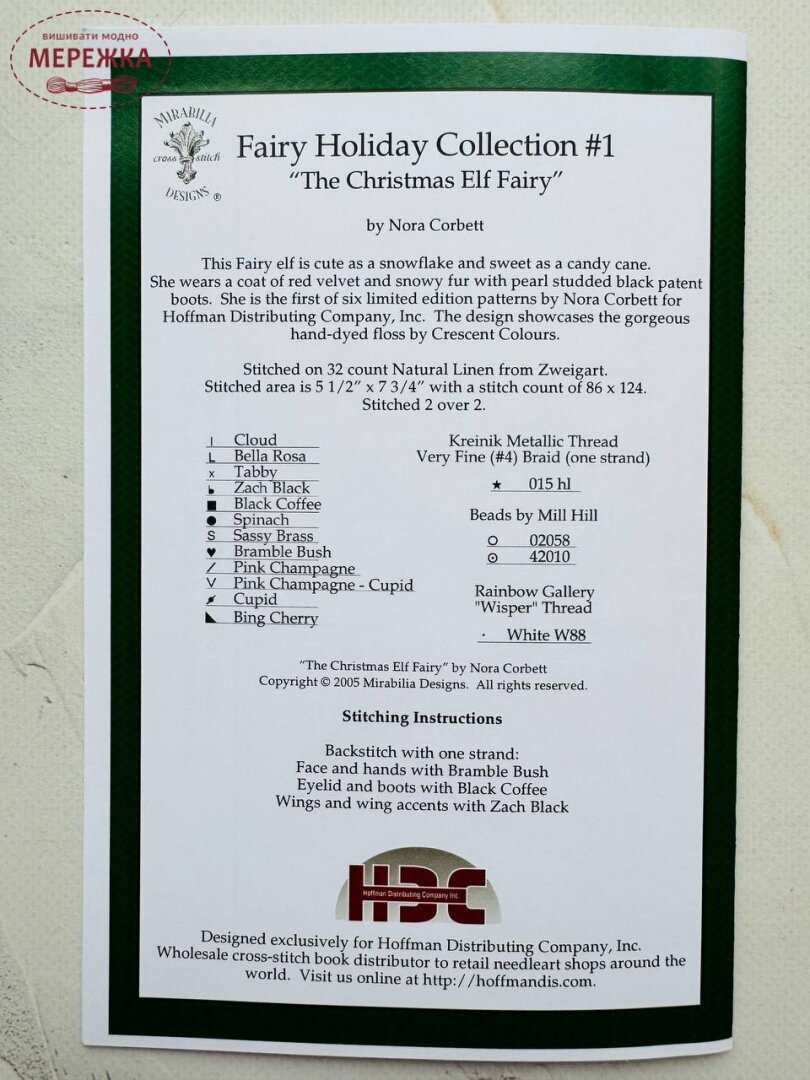 вишивати модно
МЕРЕЖКА
MIRABILIA
cross stitch
DESIGNS ®
Fairy Holiday Collection #1
“The Christmas Elf Fairy”
by Nora Corbett
This Fairy elf is cute as a snowflake and sweet as a candy cane.
She wears a coat of red velvet and snowy fur with pearl studded black patent
boots. She is the first of six limited edition patterns by Nora Corbett for
Hoffman Distributing Company, Inc. The design showcases the gorgeous
hand-dyed floss by Crescent Colours.
Stitched on 32 count Natural Linen from Zweigart.
Stitched area is 5 1/2” x 7 3/4” with a stitch count of 86 x 124.
Stitched 2 over 2.
| Cloud
L Bella Rosa
x Tabby
Zach Black
■ Black Coffee
● Spinach
S Sassy Brass
♥ Bramble Bush
/ Pink Champagne
V Pink Champagne - Cupid
Cupid
◣ Bing Cherry
Kreinik Metallic Thread
Very Fine (#4) Braid (one strand)
★ 015 hl
Beads by Mill Hill
○ 02058
⊙ 42010
Rainbow Gallery
"Wisper" Thread
· White W88
“The Christmas Elf Fairy” by Nora Corbett
Copyright © 2005 Mirabilia Designs. All rights reserved.
Stitching Instructions
Backstitch with one strand:
Face and hands with Bramble Bush
Eyelid and boots with Black Coffee
Wings and wing accents with Zach Black
HDC
Hoffman Distributing Company Inc.
Designed exclusively for Hoffman Distributing Company, Inc.
Wholesale cross-stitch book distributor to retail needleart shops around the
world. Visit us online at http://hoffmandis.com.